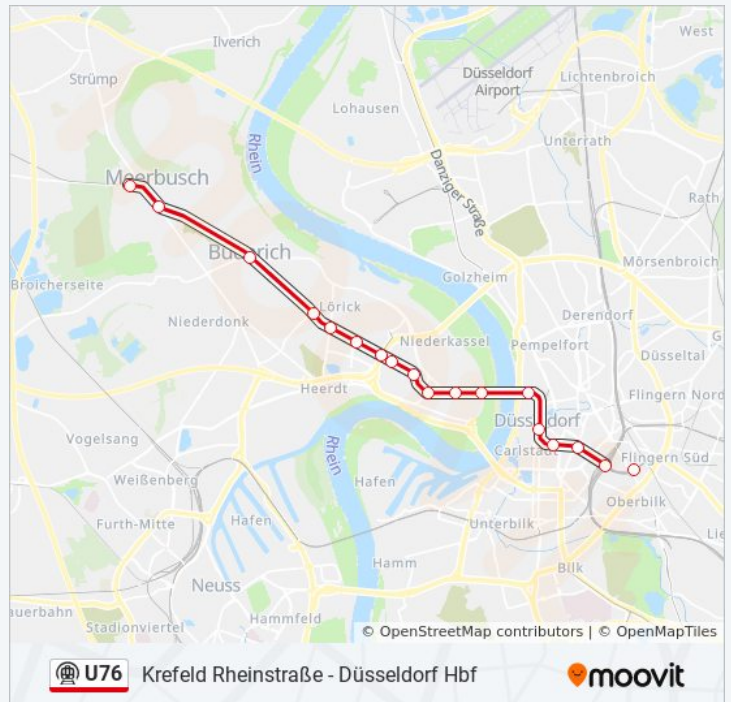 Ilverich
West
Strümp
Düsseldorf
Airport
Lichtenbroich
Lohausen
Rhein
Unterrath
Danziger Straße
Meerbusch
Rath
Büderich
Mörsenbroich
Broicherseite
Golzheim
Lörick
Derendorf
Niederdonk
Niederkassel
Pempelfort
Düsseltal
Heerdt
Flingern Nord
Düsseldorf
Vogelsang
Rhein
Carlstadt
Flingern Süd
Weißenberg
Hafen
Oberbilk
Furth-Mitte
Hafen
Unterbilk
Hamm
Bilk
Neuss
auerbahn
Hammfeld
Stadionviertel
© OpenStreetMap contributors | © OpenMapTiles
U76 Krefeld Rheinstraße - Düsseldorf Hbf moovit